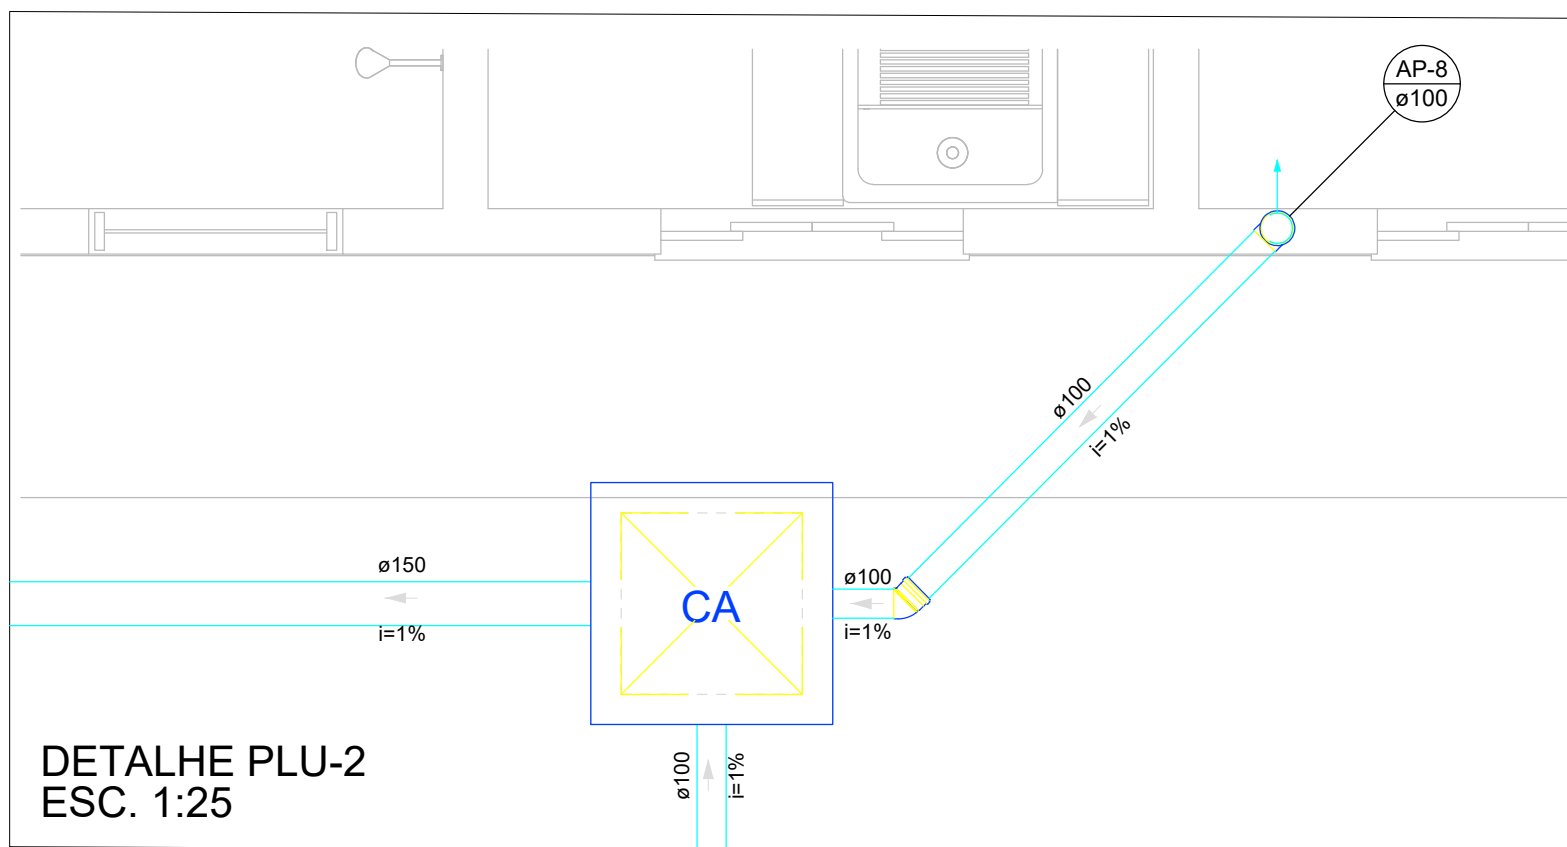 AP-8
ø100
ø100
i=1%
ø150
i=1%
CA
ø100
i=1%
ø100
i=1%
DETALHE PLU-2
ESC. 1:25